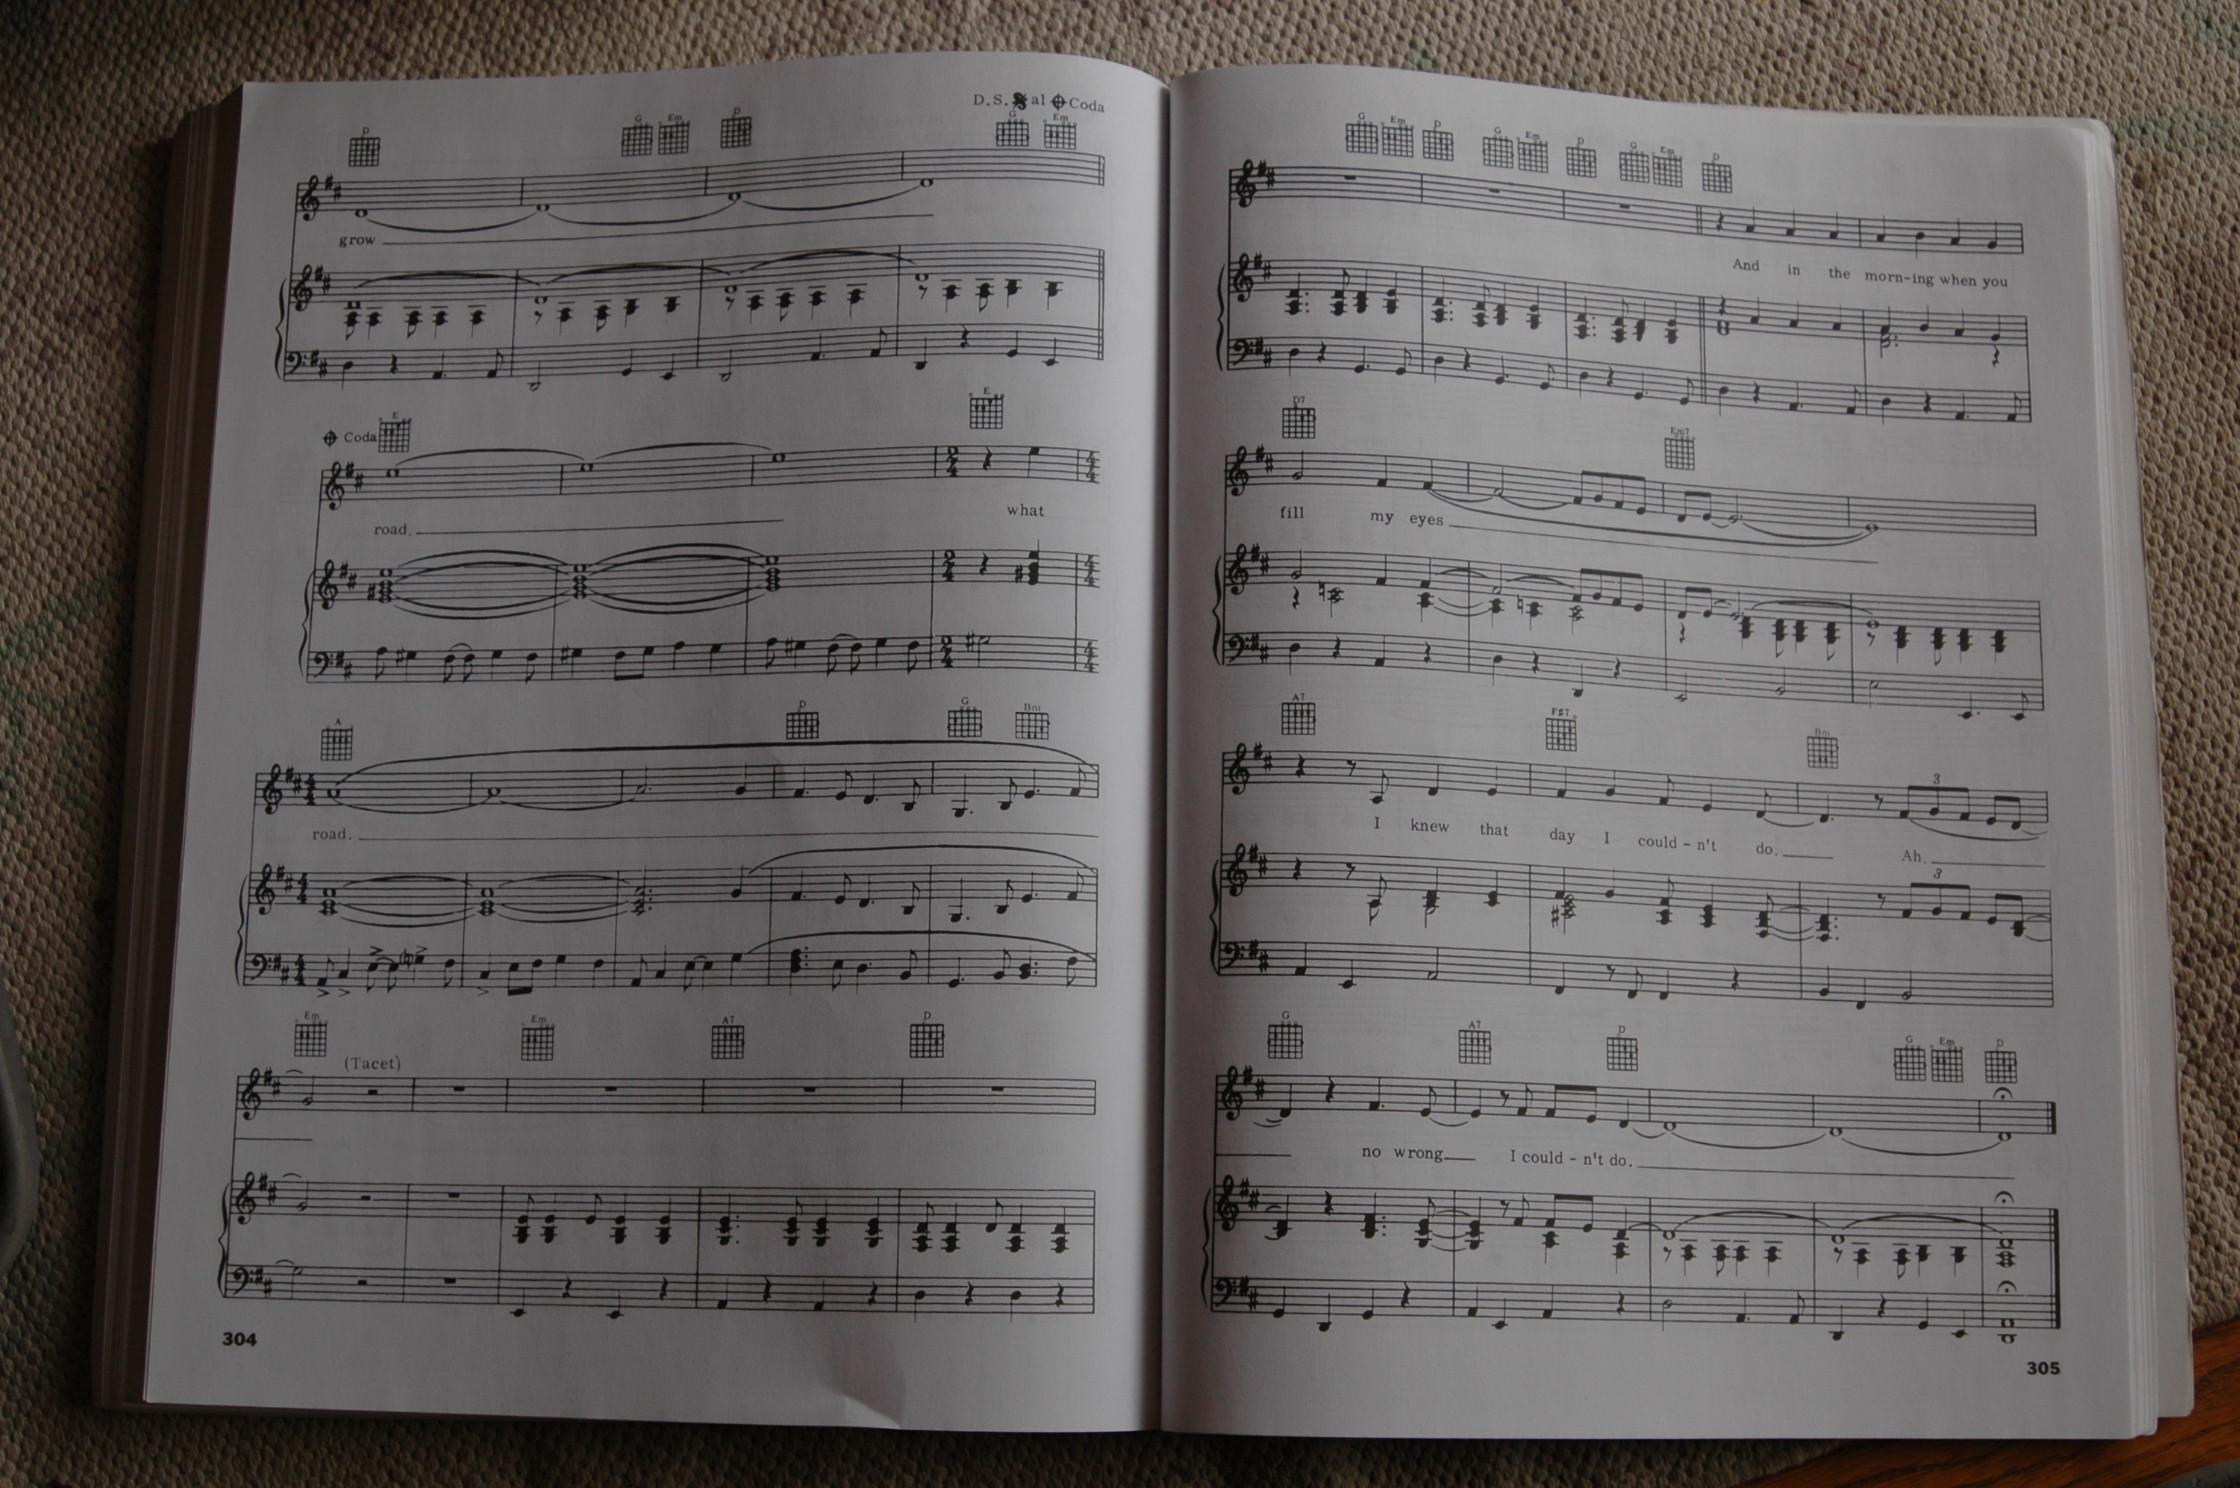 D.S. al Coda
D G Em D G Em
grow
Coda E E
road. what
A D G Bm
road.
Em (Tacet) Em A7 D
304
G Em D G Em D G Em D
And in the morn-ing when you
D7 Em7
fill my eyes
A7 F#7 Bm
3
I knew that day I could - n't do. Ah.
3
G A7 D G Em D
no wrong I could - n't do.
305